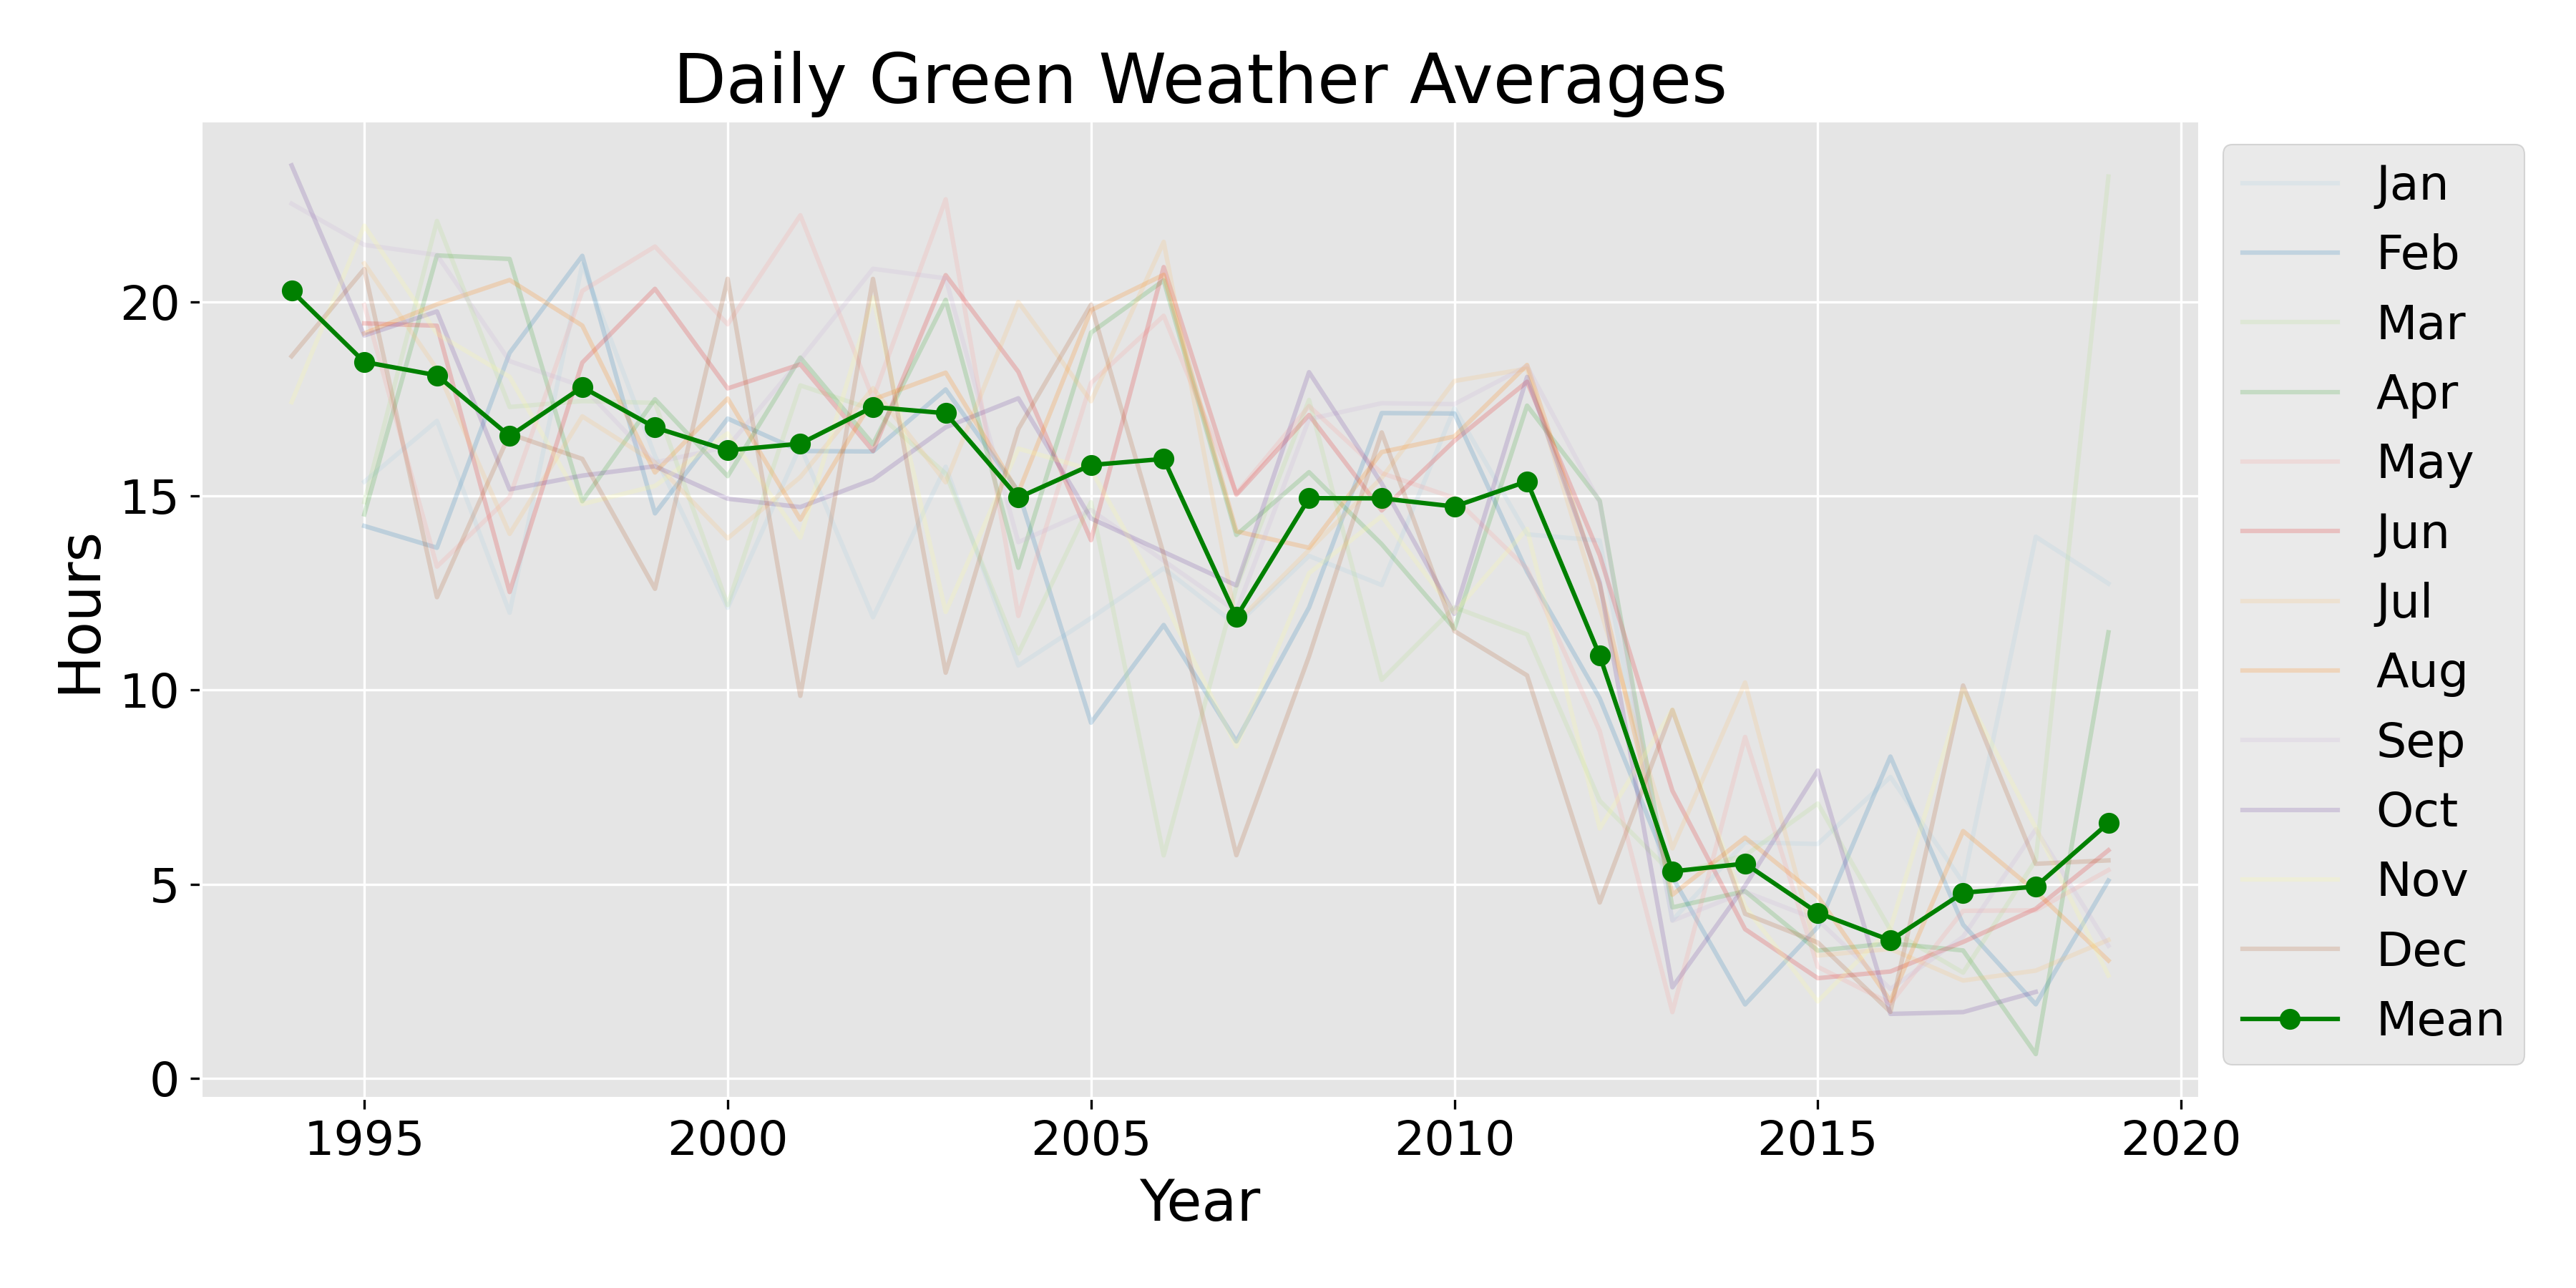 Daily Green Weather Averages
Hours
20
15
10
5
0
1995 2000 2005 2010 2015 2020
Year
Jan
Feb
Mar
Apr
May
Jun
Jul
Aug
Sep
Oct
Nov
Dec
Mean